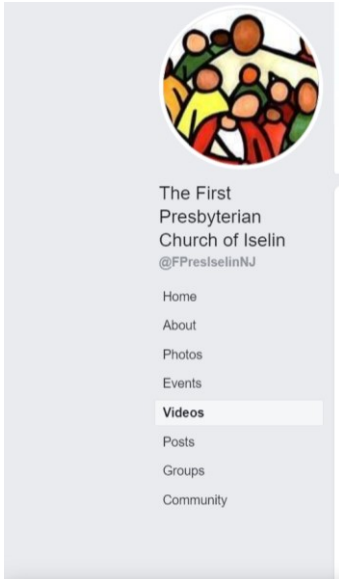 The First
Presbyterian
Church of Iselin
@FPresIselinNJ
Home
About
Photos
Events
Videos
Posts
Groups
Community